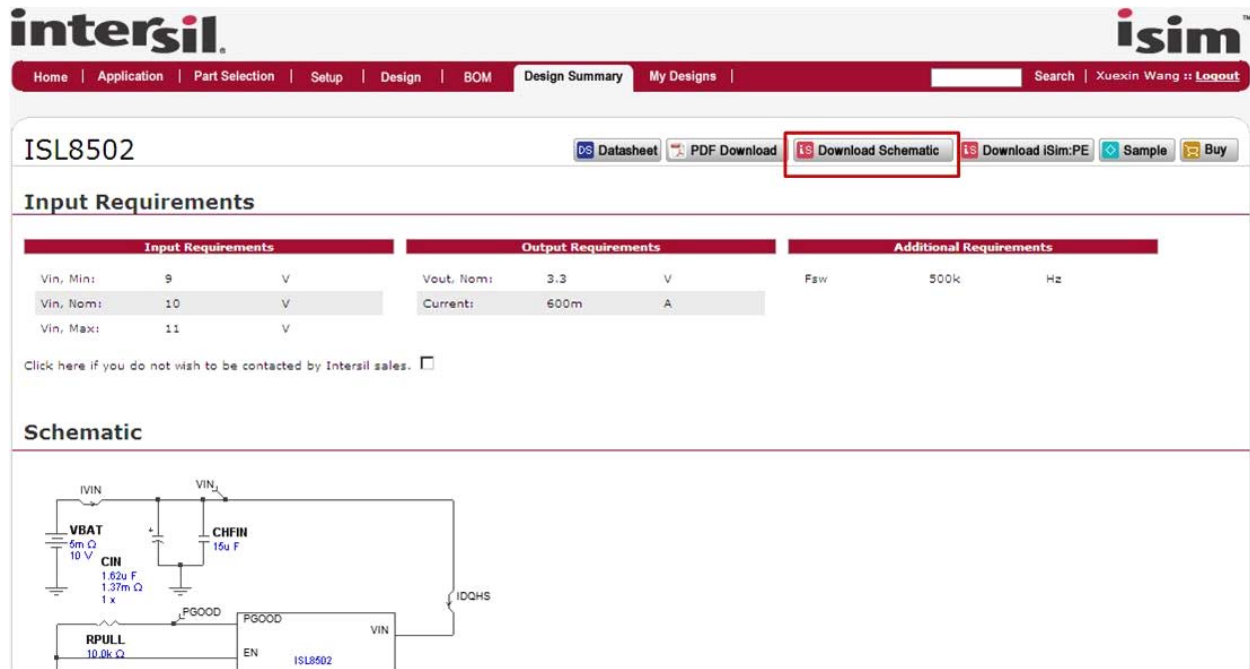 intersil
isim™
Home | Application | Part Selection | Setup | Design | BOM Design Summary My Designs | Search | Xuexin Wang :: Logout
ISL8502
DS Datasheet PDF Download iS Download Schematic iS Download iSim:PE Sample Buy
Input Requirements
Input Requirements Output Requirements Additional Requirements
Vin, Min: 9 V Vout, Nom: 3.3 V Fsw 500k Hz
Vin, Nom: 10 V Current: 600m A
Vin, Max: 11 V
Click here if you do not wish to be contacted by Intersil sales.
Schematic
IVIN
VIN
VBAT
5m Ω
10 V
+
CHFIN
15u F
CIN
1.62u F
1.37m Ω
1 x
IDQHS
PGOOD
PGOOD
VIN
RPULL
10.0k Ω
EN
ISL8502